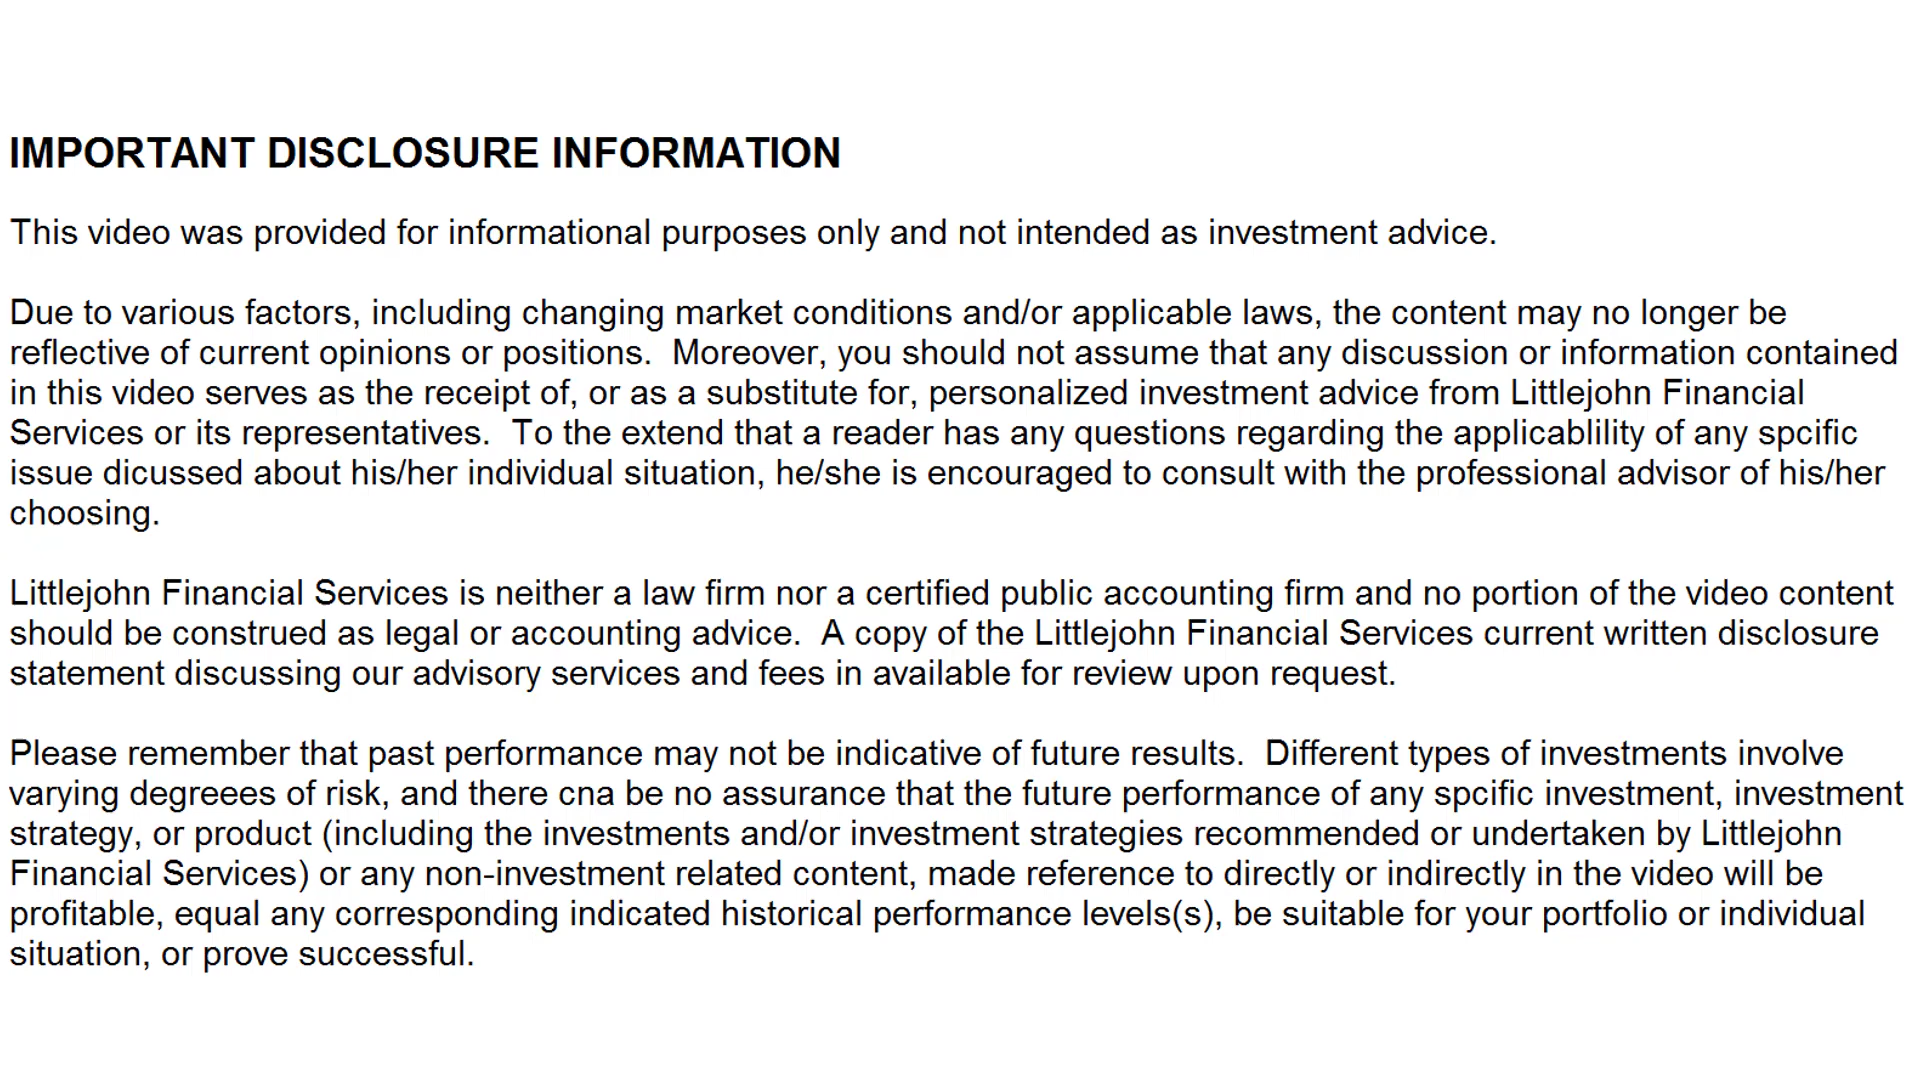 IMPORTANT DISCLOSURE INFORMATION
This video was provided for informational purposes only and not intended as investment advice.
Due to various factors, including changing market conditions and/or applicable laws, the content may no longer be
reflective of current opinions or positions.  Moreover, you should not assume that any discussion or information contained
in this video serves as the receipt of, or as a substitute for, personalized investment advice from Littlejohn Financial
Services or its representatives.  To the extend that a reader has any questions regarding the applicablility of any spcific
issue dicussed about his/her individual situation, he/she is encouraged to consult with the professional advisor of his/her
choosing.
Littlejohn Financial Services is neither a law firm nor a certified public accounting firm and no portion of the video content
should be construed as legal or accounting advice.  A copy of the Littlejohn Financial Services current written disclosure
statement discussing our advisory services and fees in available for review upon request.
Please remember that past performance may not be indicative of future results.  Different types of investments involve
varying degreees of risk, and there cna be no assurance that the future performance of any spcific investment, investment
strategy, or product (including the investments and/or investment strategies recommended or undertaken by Littlejohn
Financial Services) or any non-investment related content, made reference to directly or indirectly in the video will be
profitable, equal any corresponding indicated historical performance levels(s), be suitable for your portfolio or individual
situation, or prove successful.